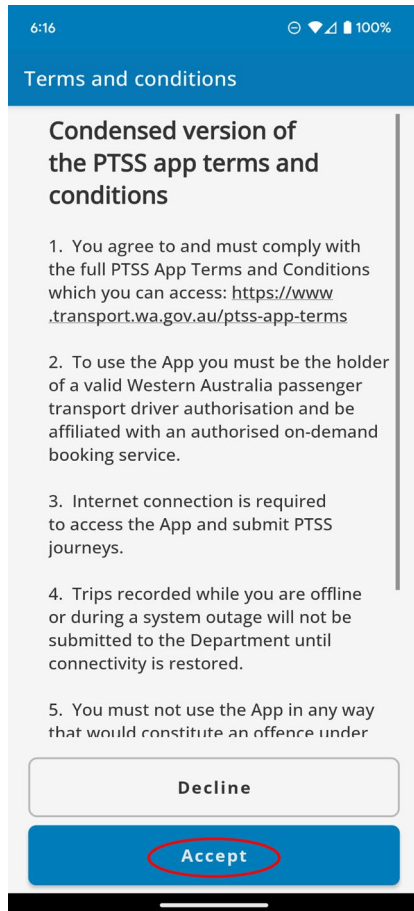 6:16
100%
Terms and conditions
Condensed version of
the PTSS app terms and
conditions
1. You agree to and must comply with
the full PTSS App Terms and Conditions
which you can access: https://www
.transport.wa.gov.au/ptss-app-terms
2. To use the App you must be the holder
of a valid Western Australia passenger
transport driver authorisation and be
affiliated with an authorised on-demand
booking service.
3. Internet connection is required
to access the App and submit PTSS
journeys.
4. Trips recorded while you are offline
or during a system outage will not be
submitted to the Department until
connectivity is restored.
5. You must not use the App in any way
that would constitute an offence under
Decline
Accept